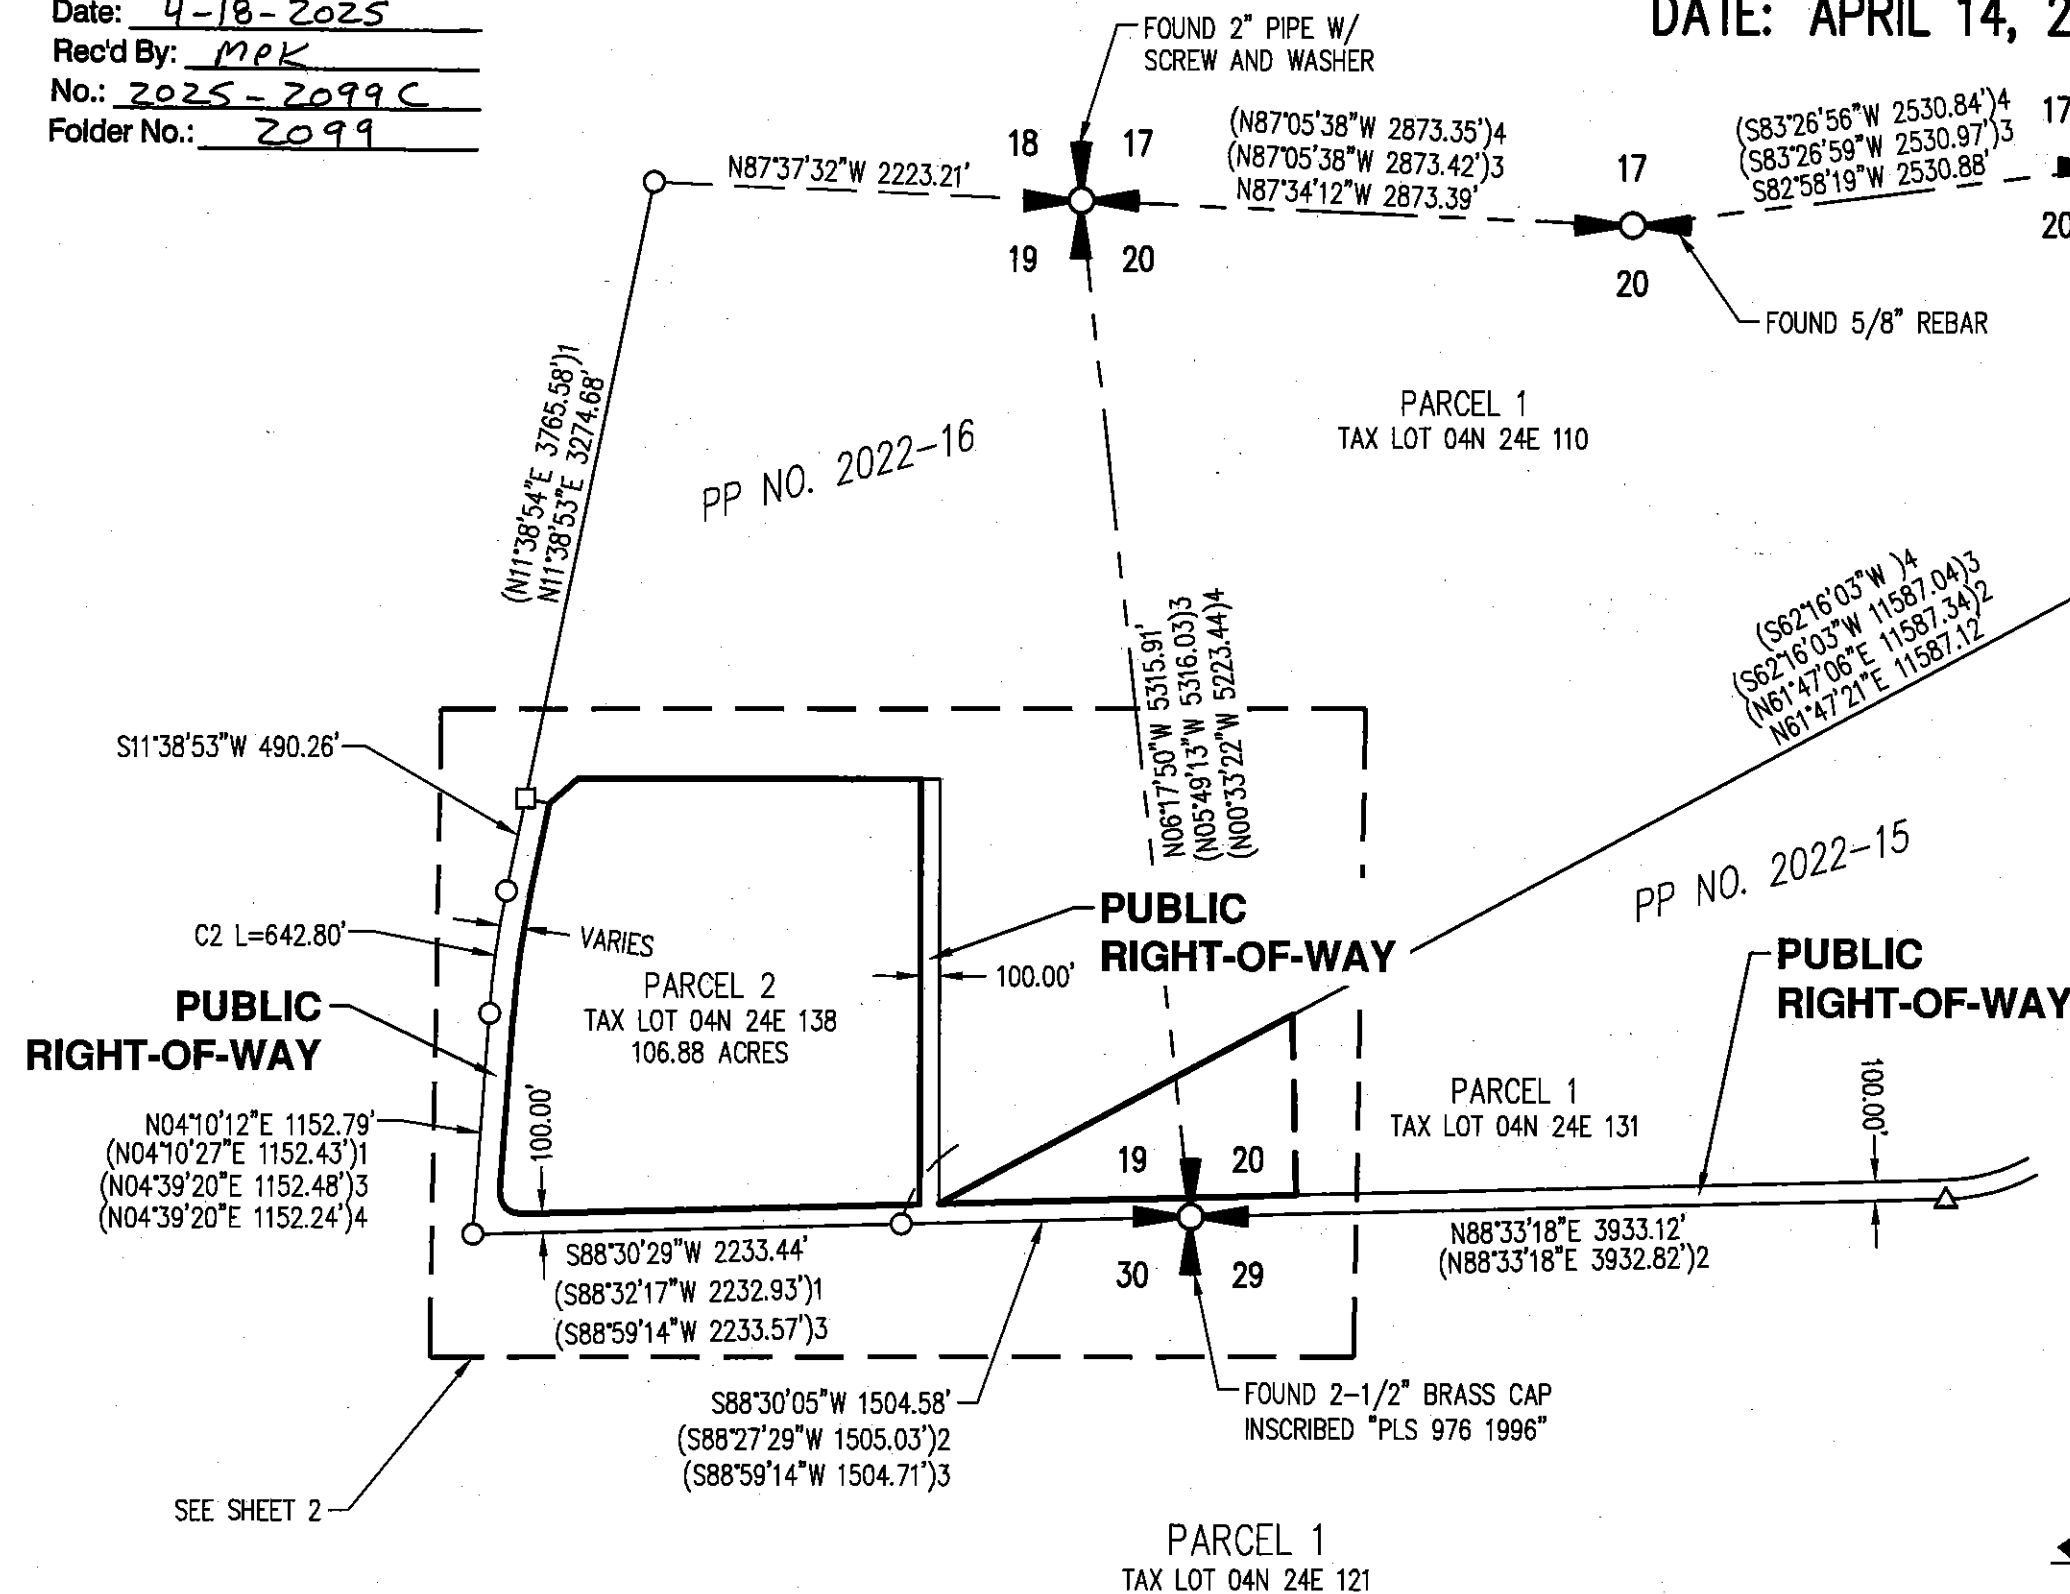 Date: 4-18-2025
Rec'd By: MPK
No.: 2025-2099C
Folder No.: 2099
DATE: APRIL 14, 2
FOUND 2" PIPE W/
SCREW AND WASHER
N87°37'32"W 2223.21'
18
17
19
20
(N87°05'38"W 2873.35')4
(N87°05'38"W 2873.42')3
N87°34'12"W 2873.39'
17
20
(S83°26'56"W 2530.84')4
(S83°26'59"W 2530.97')3
S82°58'19"W 2530.88'
17
20
FOUND 5/8" REBAR
(N11°38'54"E 3765.58')1
N11°38'53"E 3274.68'
PP NO. 2022-16
PARCEL 1
TAX LOT 04N 24E 110
N06°17'50"W 5315.91'
(N05°49'13"W 5316.03)3
(N00°33'22"W 5223.44)4
(S62°16'03"W )4
(S62°16'03"W 11587.04)3
(N61°47'06"E 11587.34)2
N61°47'21"E 11587.12'
S11°38'53"W 490.26'
C2 L=642.80'
VARIES
PUBLIC
RIGHT-OF-WAY
PARCEL 2
TAX LOT 04N 24E 138
106.88 ACRES
100.00'
PUBLIC
RIGHT-OF-WAY
100.00'
PP NO. 2022-15
PUBLIC
RIGHT-OF-WAY
100.00'
PARCEL 1
TAX LOT 04N 24E 131
N04°10'12"E 1152.79'
(N04°10'27"E 1152.43')1
(N04°39'20"E 1152.48')3
(N04°39'20"E 1152.24')4
19
20
30
29
S88°30'29"W 2233.44'
(S88°32'17"W 2232.93')1
(S88°59'14"W 2233.57')3
N88°33'18"E 3933.12'
(N88°33'18"E 3932.82')2
S88°30'05"W 1504.58'
(S88°27'29"W 1505.03')2
(S88°59'14"W 1504.71')3
FOUND 2-1/2" BRASS CAP
INSCRIBED "PLS 976 1996"
SEE SHEET 2
PARCEL 1
TAX LOT 04N 24E 121